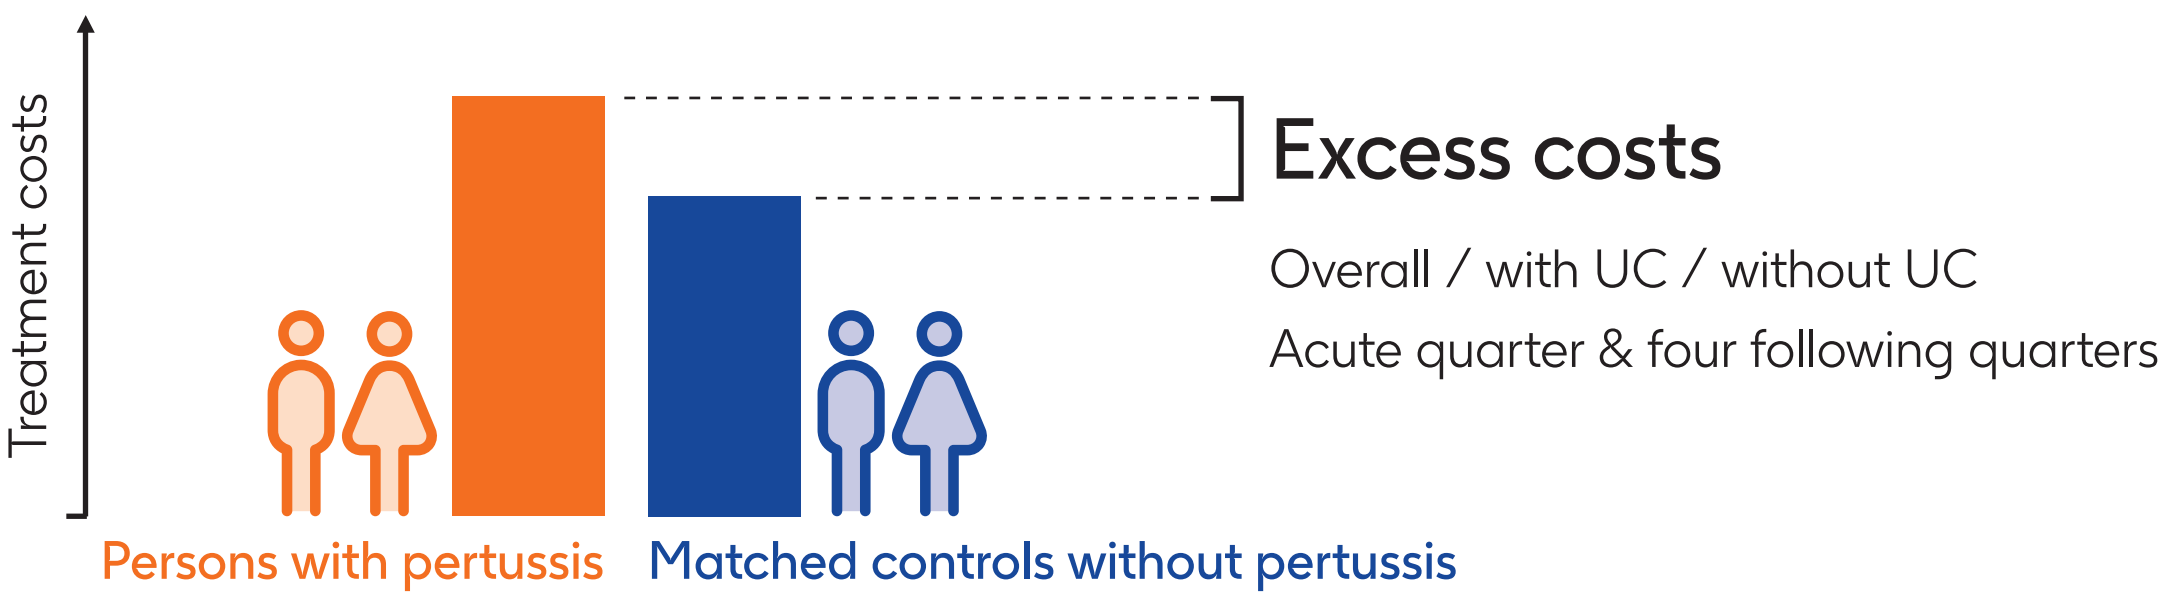 Treatment costs
Excess costs
Overall / with UC / without UC
Acute quarter & four following quarters
Persons with pertussis
Matched controls without pertussis